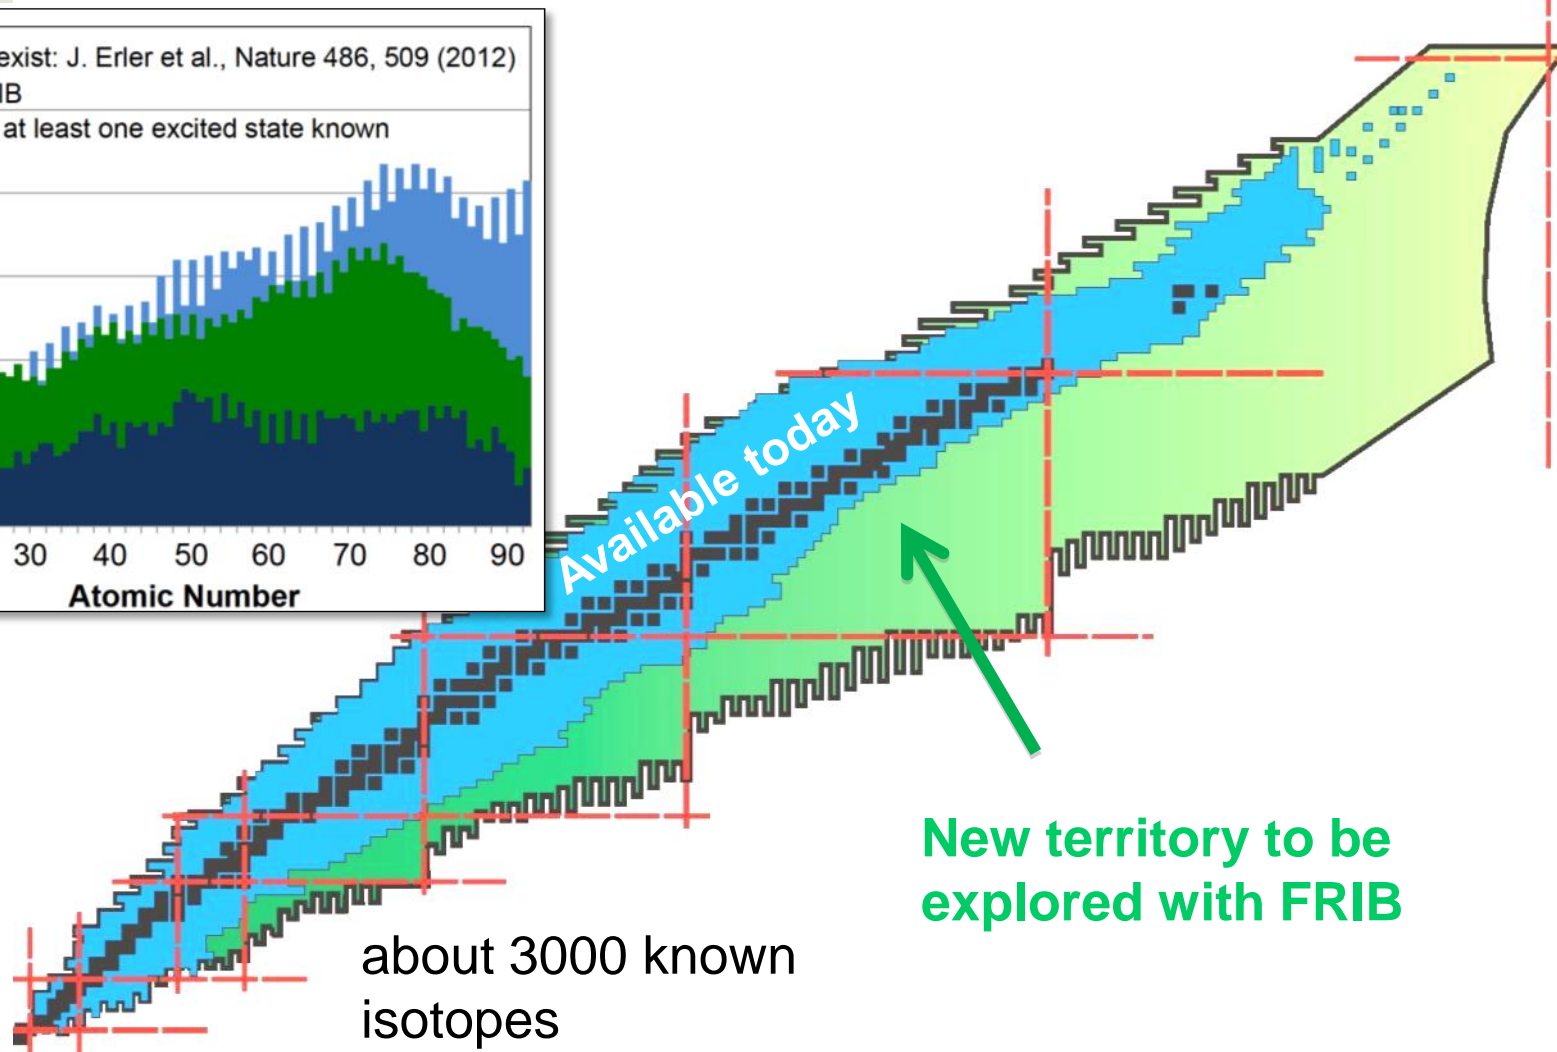 exist: J. Erler et al., Nature 486, 509 (2012)
IB
at least one excited state known
30 40 50 60 70 80 90
Atomic Number
Available today
New territory to be
explored with FRIB
about 3000 known
isotopes